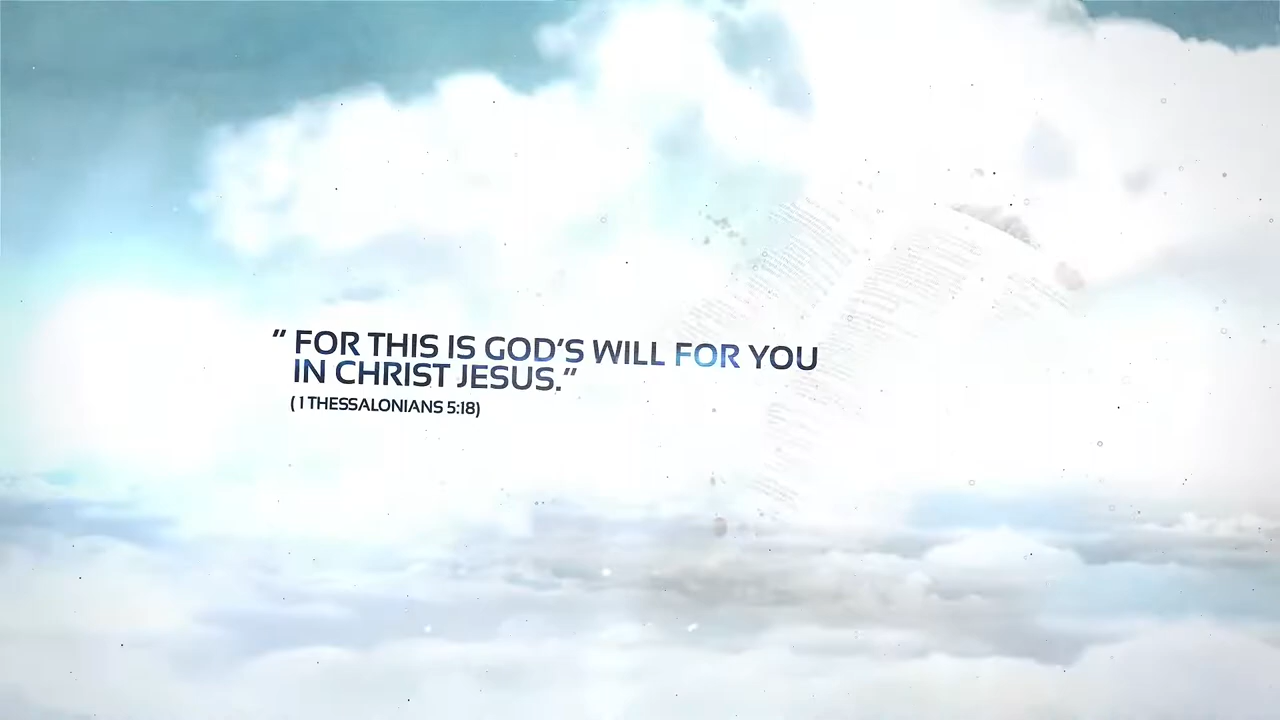 " FOR THIS IS GOD'S WILL FOR YOU
IN CHRIST JESUS."
( 1 THESSALONIANS 5:18)